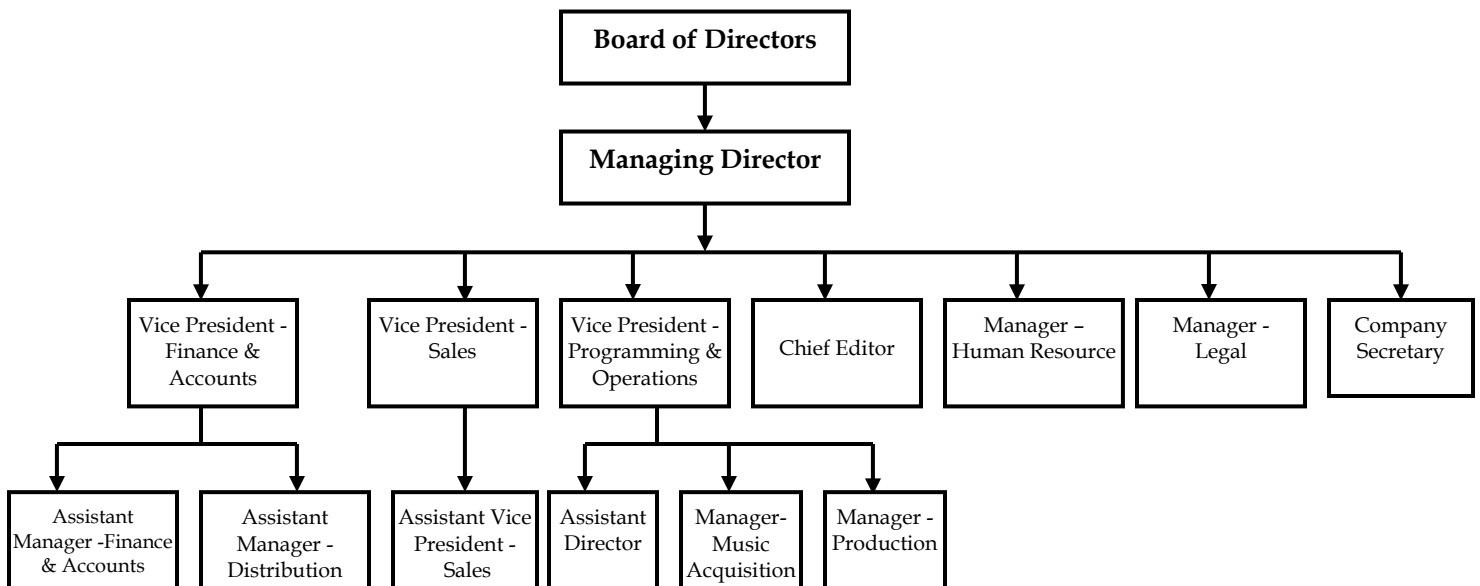 Board of Directors
Managing Director
Vice President -
Finance &
Accounts
Vice President -
Sales
Vice President -
Programming &
Operations
Chief Editor
Manager –
Human Resource
Manager -
Legal
Company
Secretary
Assistant
Manager -Finance
& Accounts
Assistant
Manager -
Distribution
Assistant Vice
President -
Sales
Assistant
Director
Manager-
Music
Acquisition
Manager -
Production